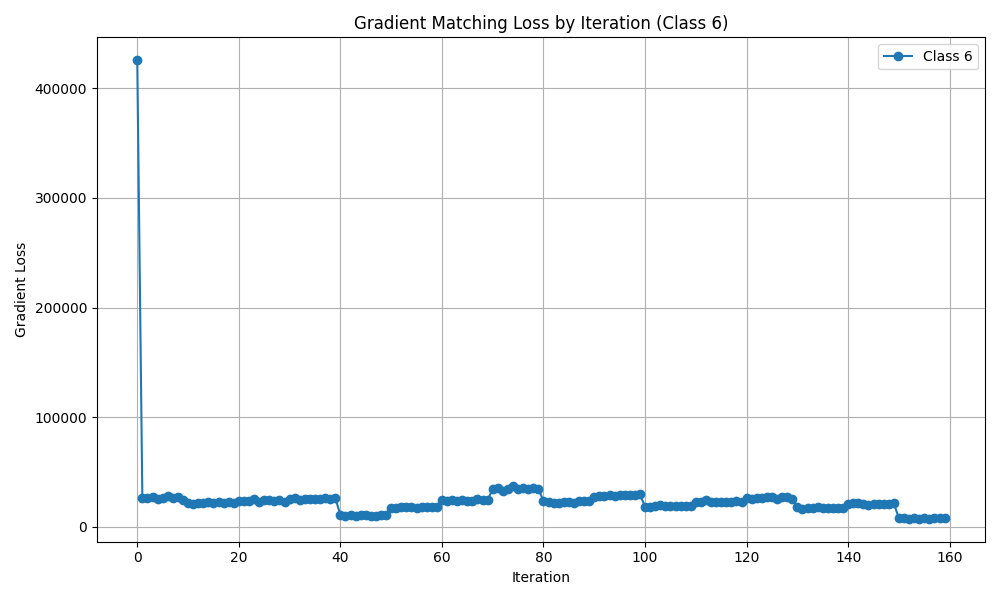 Gradient Matching Loss by Iteration (Class 6)
Class 6
400000
300000
200000
100000
0
Gradient Loss
0 20 40 60 80 100 120 140 160
Iteration